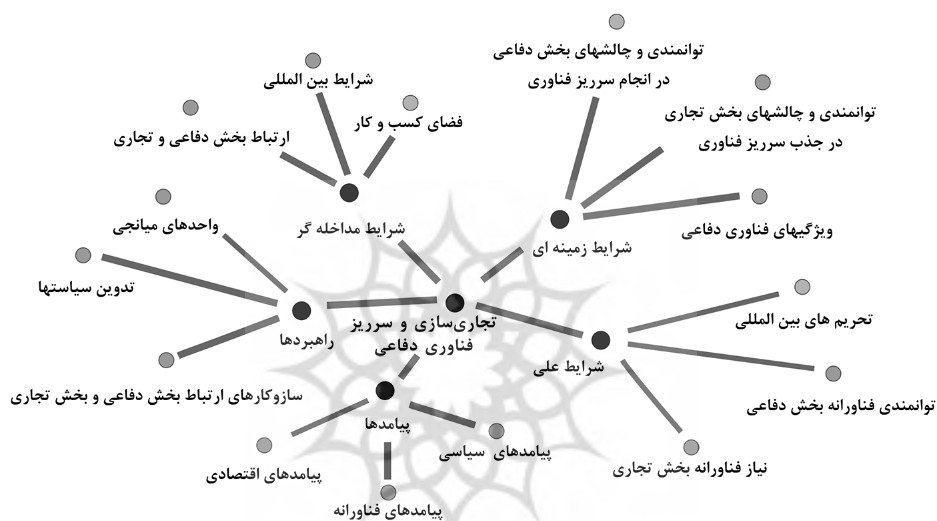 توانمندی و چالشهای بخش دفاعی
در انجام سرریز فناوری
شرایط بین المللی
توانمندی و چالشهای بخش تجاری
در جذب سرریز فناوری
فضای کسب و کار
ارتباط بخش دفاعی و تجاری
ویژگیهای فناوری دفاعی
شرایط مداخله گر
شرایط زمینه ای
واحدهای میانجی
تدوین سیاستها
تحریم های بین المللی
تجاری‌سازی و سرریز
فناوری دفاعی
راهبردها
شرایط علی
سازوکارهای ارتباط بخش دفاعی و بخش تجاری
توانمندی فناورانه بخش دفاعی
پیامدها
پیامدهای سیاسی
نیاز فناورانه بخش تجاری
پیامدهای اقتصادی
پیامدهای فناورانه